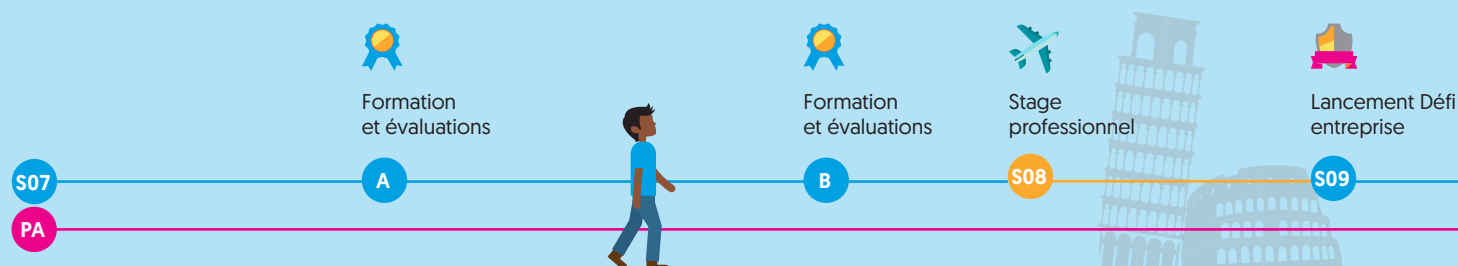 Formation
et évaluations
Formation
et évaluations
Stage
professionnel
Lancement Défi
entreprise
S07
A
B
S08
S09
PA